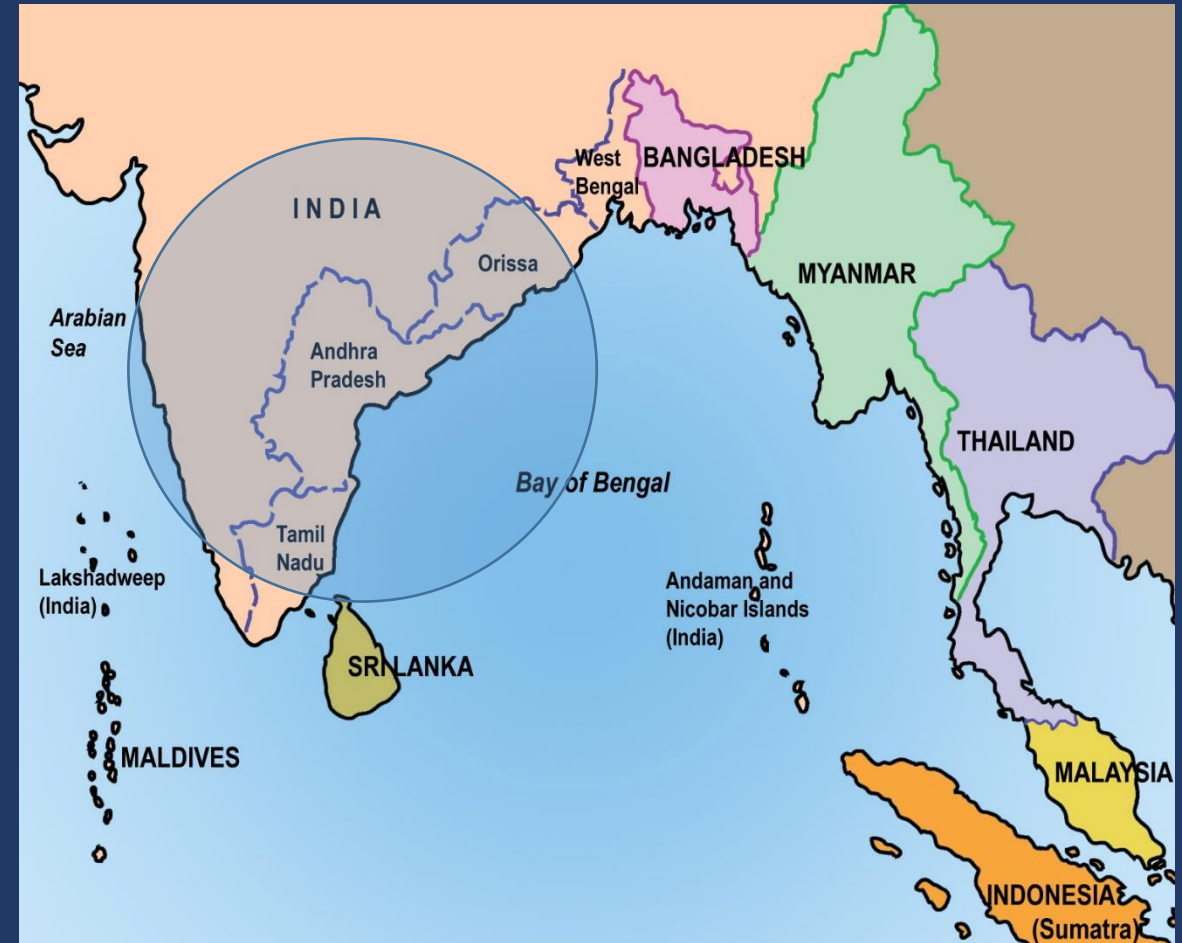 West
Bengal
BANGLADESH
INDIA
Orissa
MYANMAR
Arabian
Sea
Andhra
Pradesh
THAILAND
Bay of Bengal
Tamil
Nadu
Lakshadweep
(India)
Andaman and
Nicobar Islands
(India)
SRI LANKA
MALDIVES
MALAYSIA
INDONESIA
(Sumatra)